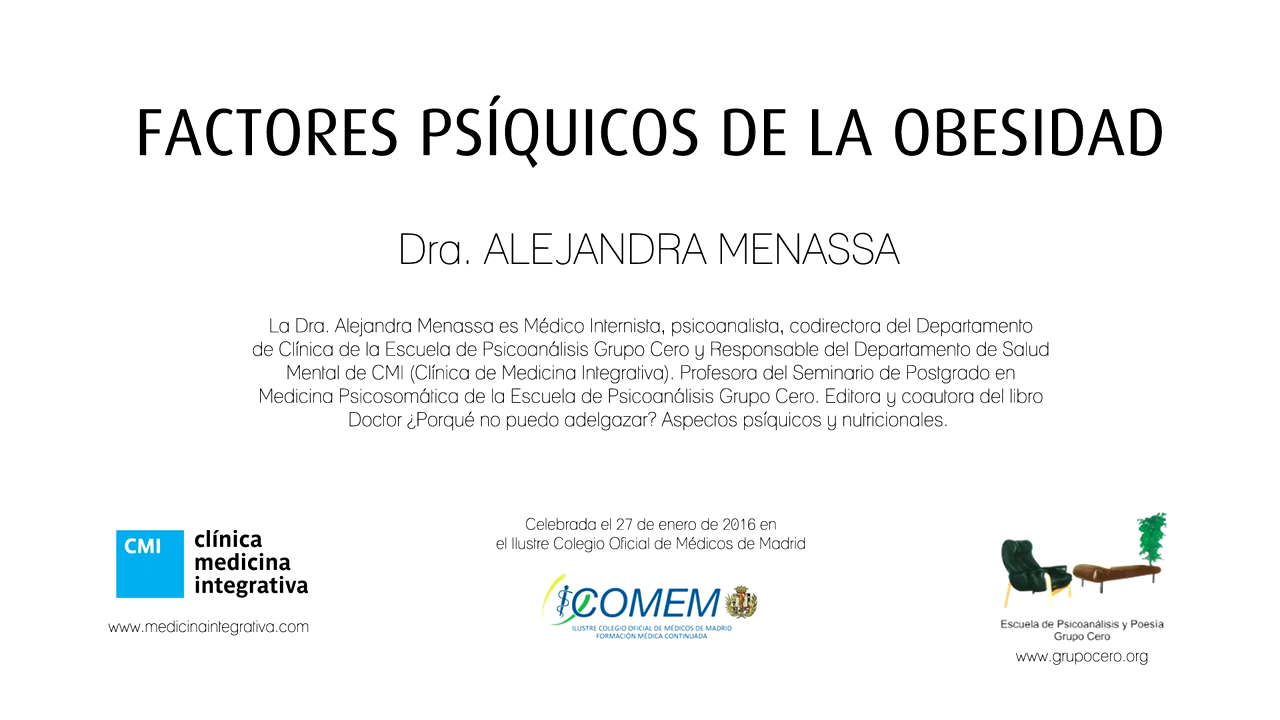 FACTORES PSÍQUICOS DE LA OBESIDAD
Dra. ALEJANDRA MENASSA
La Dra. Alejandra Menassa es Médico Internista, psicoanalista, codirectora del Departamento
de Clínica de la Escuela de Psicoanálisis Grupo Cero y Responsable del Departamento de Salud
Mental de CMI (Clínica de Medicina Integrativa). Profesora del Seminario de Postgrado en
Medicina Psicosomática de la Escuela de Psicoanálisis Grupo Cero. Editora y coautora del libro
Doctor ¿Porqué no puedo adelgazar? Aspectos psíquicos y nutricionales.
CMI
clínica
medicina
integrativa
www.medicinaintegrativa.com
Celebrada el 27 de enero de 2016 en
el Ilustre Colegio Oficial de Médicos de Madrid
ICOMEM
ILUSTRE COLEGIO OFICIAL DE MÉDICOS DE MADRID
FORMACIÓN MÉDICA CONTINUADA
Escuela de Psicoanálisis y Poesía
Grupo Cero
www.grupocero.org